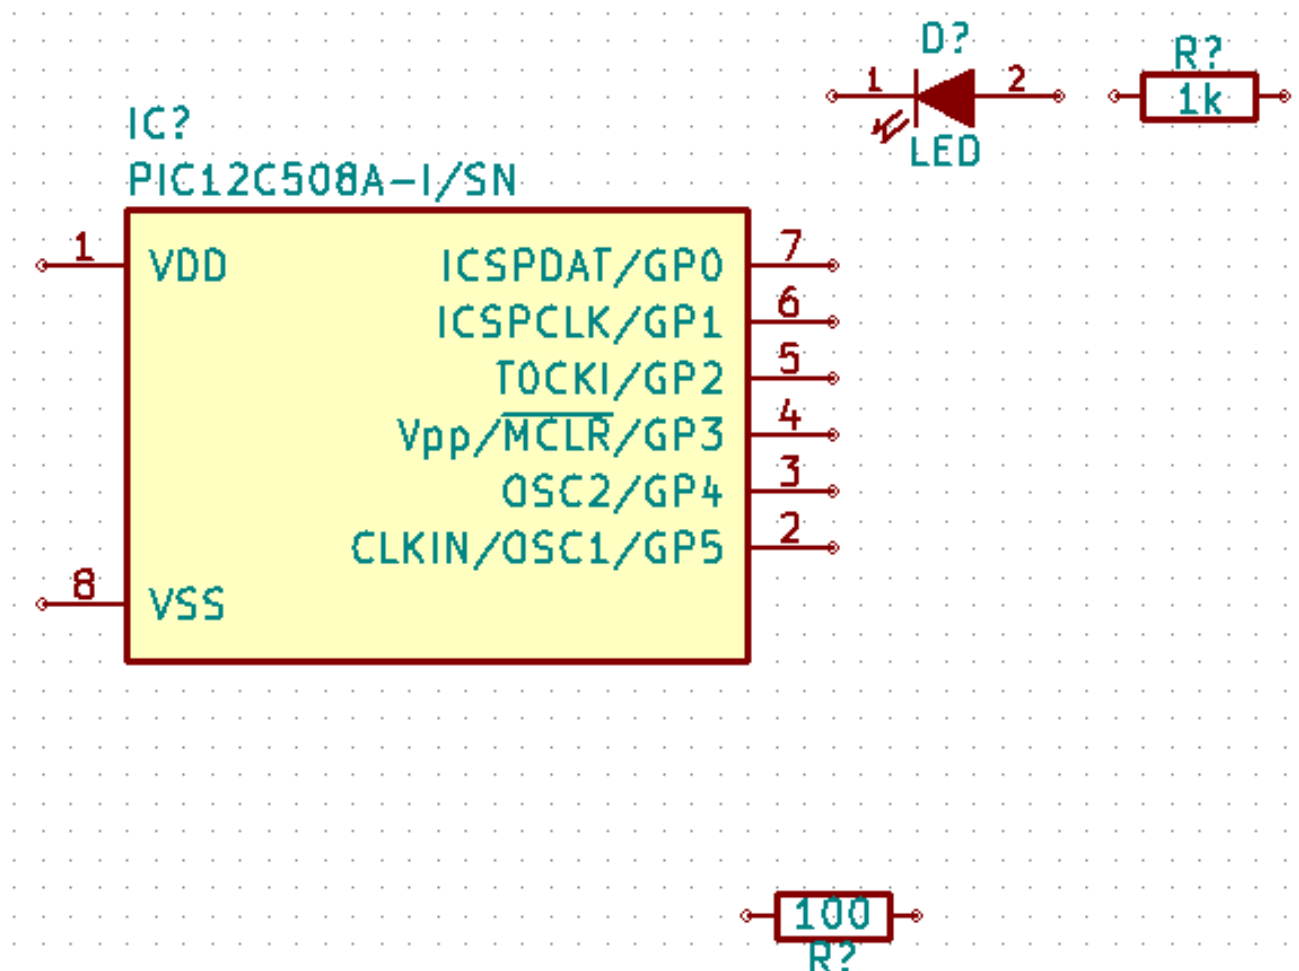 D?
1 2
LED
R?
1k
IC?
PIC12C508A-I/SN
1 VDD
ICSPDAT/GP0 7
ICSPCLK/GP1 6
T0CKI/GP2 5
Vpp/MCLR/GP3 4
OSC2/GP4 3
CLKIN/OSC1/GP5 2
8 VSS
100
R?